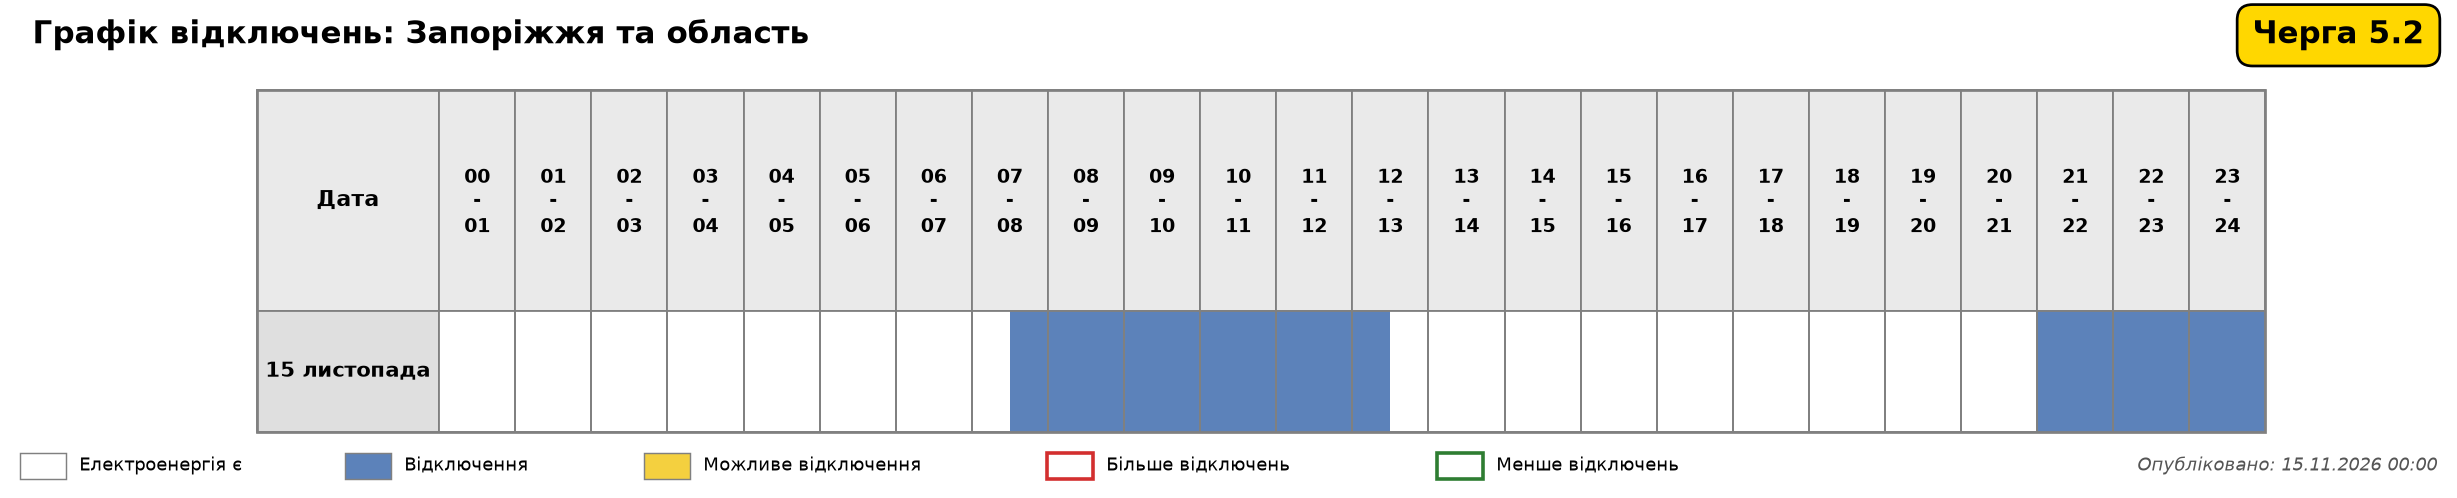 Графік відключень: Запоріжжя та область
Черга 5.2
Дата
00 - 01
01 - 02
02 - 03
03 - 04
04 - 05
05 - 06
06 - 07
07 - 08
08 - 09
09 - 10
10 - 11
11 - 12
12 - 13
13 - 14
14 - 15
15 - 16
16 - 17
17 - 18
18 - 19
19 - 20
20 - 21
21 - 22
22 - 23
23 - 24
15 листопада
Електроенергія є
Відключення
Можливе відключення
Більше відключень
Менше відключень
Опубліковано: 15.11.2026 00:00